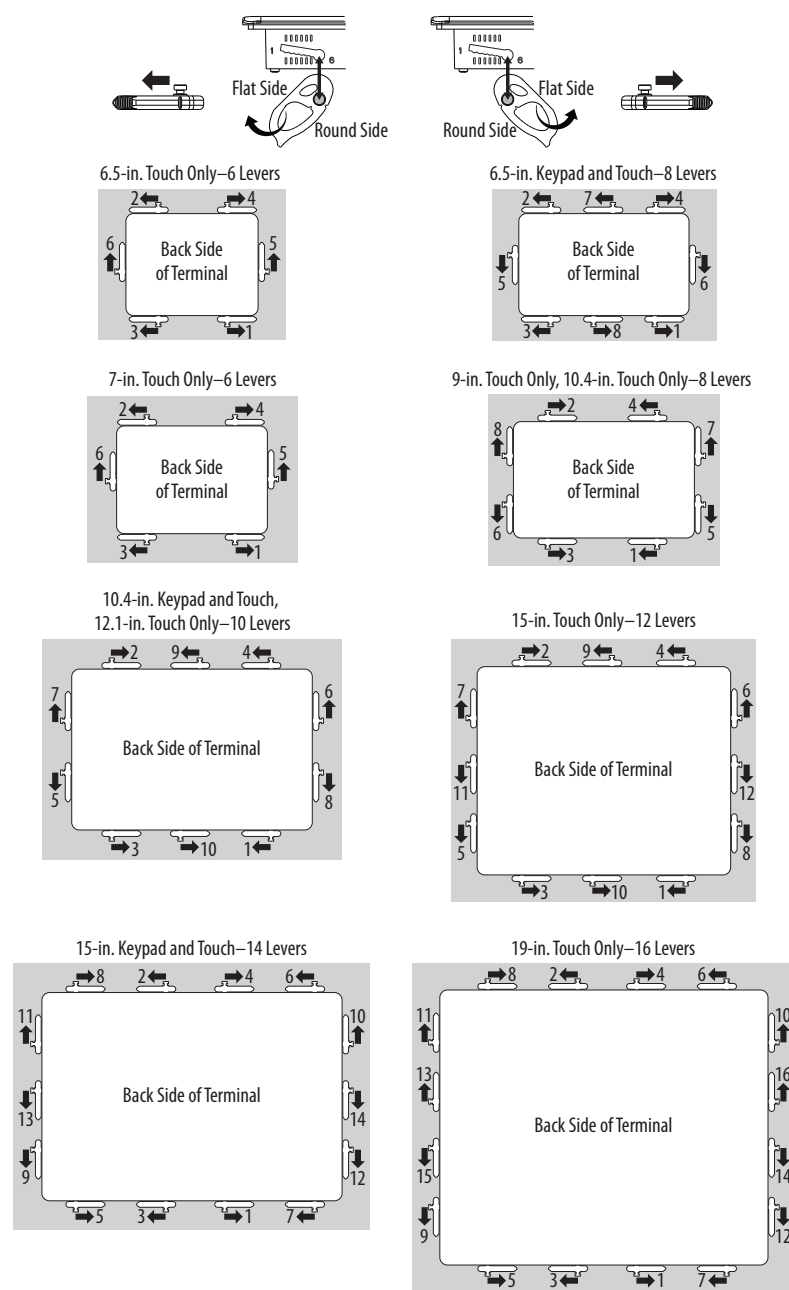 1 6 1 6
Flat Side Flat Side
Round Side Round Side
6.5-in. Touch Only–6 Levers
2 4
6 5
Back Side
of Terminal
3 1
6.5-in. Keypad and Touch–8 Levers
2 7 4
Back Side
of Terminal
5 6
3 8 1
7-in. Touch Only–6 Levers
2 4
6 5
Back Side
of Terminal
3 1
9-in. Touch Only, 10.4-in. Touch Only–8 Levers
2 4
8 7
Back Side
of Terminal
6 5
3 1
10.4-in. Keypad and Touch,
12.1-in. Touch Only–10 Levers
2 9 4
7 6
Back Side of Terminal
5 8
3 10 1
15-in. Touch Only–12 Levers
2 9 4
7 6
Back Side of Terminal
11 12
5 8
3 10 1
15-in. Keypad and Touch–14 Levers
8 2 4 6
11 10
Back Side of Terminal
13 14
9 12
5 3 1 7
19-in. Touch Only–16 Levers
8 2 4 6
11 10
13 16
Back Side of Terminal
15 14
9 12
5 3 1 7